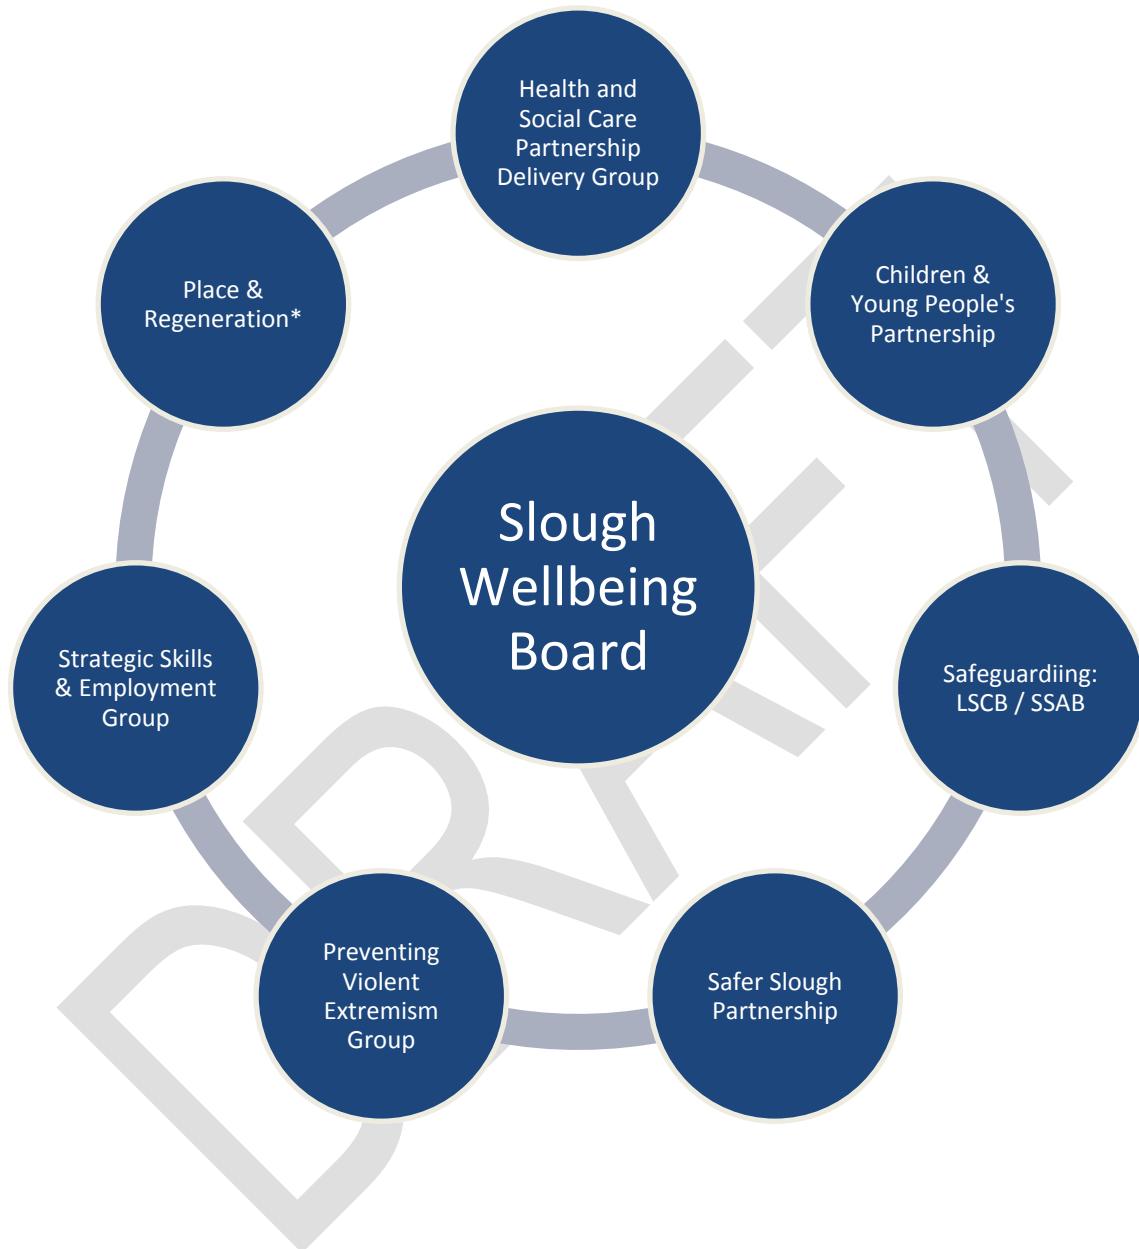 Health and
Social Care
Partnership
Delivery Group
Children &
Young People's
Partnership
Safeguardiing:
LSCB / SSAB
Safer Slough
Partnership
Preventing
Violent
Extremism
Group
Strategic Skills
& Employment
Group
Place &
Regeneration*
Slough
Wellbeing
Board
DRAFT